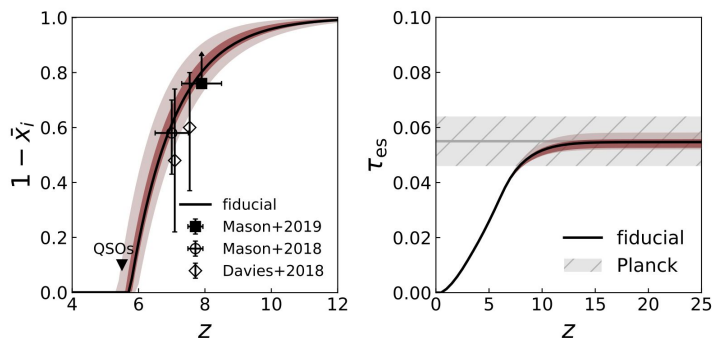 1.0
0.8
0.6
0.4
0.2
0.0
1 − x̄ᵢ
QSOs
fiducial
Mason+2019
Mason+2018
Davies+2018
4
6
8
10
12
z
0.10
0.08
0.06
0.04
0.02
0.00
τes
fiducial
Planck
0
5
10
15
20
25
z